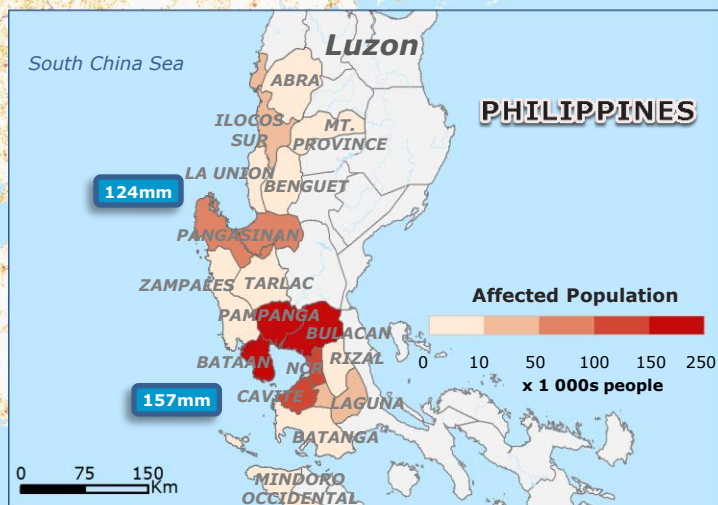 Luzon
South China Sea
PHILIPPINES
ABRA
ILOCOS
SUR
MT.
PROVINCE
LA UNION
BENGUET
124mm
PANGASINAN
ZAMPALES
TARLAC
Affected Population
0 10 50 100 150 250
x 1 000s people
PAMPANGA
BULACAN
BATAAN
NCR
RIZAL
157mm
CAVITE
LAGUNA
BATANGA
0 75 150
Km
MINDORO
OCCIDENTAL